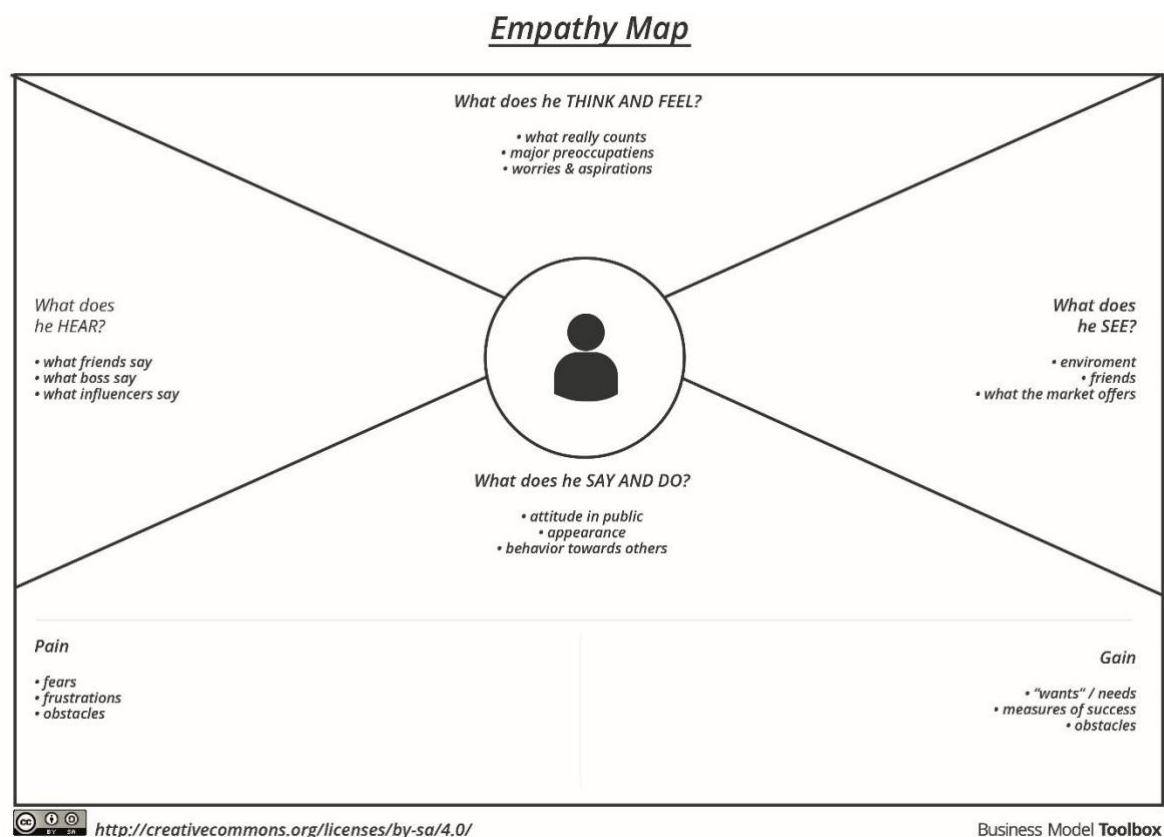 Empathy Map
What does he THINK AND FEEL?
• what really counts
• major preoccupatiens
• worries & aspirations
What does
he HEAR?
• what friends say
• what boss say
• what influencers say
What does
he SEE?
• enviroment
• friends
• what the market offers
What does he SAY AND DO?
• attitude in public
• appearance
• behavior towards others
Pain
• fears
• frustrations
• obstacles
Gain
• "wants" / needs
• measures of success
• obstacles
cc BY SA http://creativecommons.org/licenses/by-sa/4.0/
Business Model Toolbox